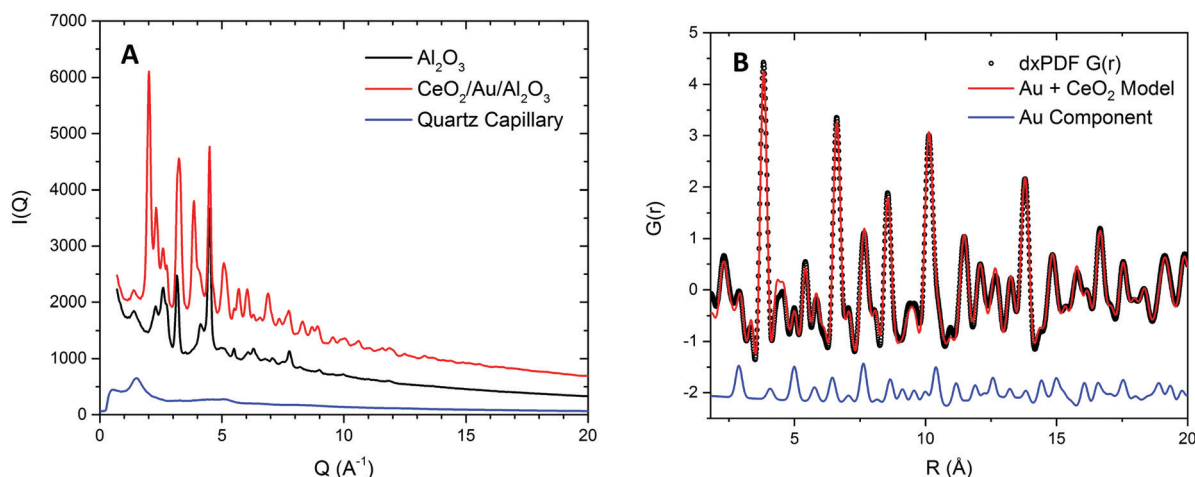 A
Al₂O₃
CeO₂/Au/Al₂O₃
Quartz Capillary
7000
6000
5000
4000
3000
2000
1000
0
I(Q)
0
5
10
15
20
Q (A⁻¹)
B
dxPDF G(r)
Au + CeO₂ Model
Au Component
5
4
3
2
1
0
-1
-2
G(r)
5
10
15
20
R (Å)